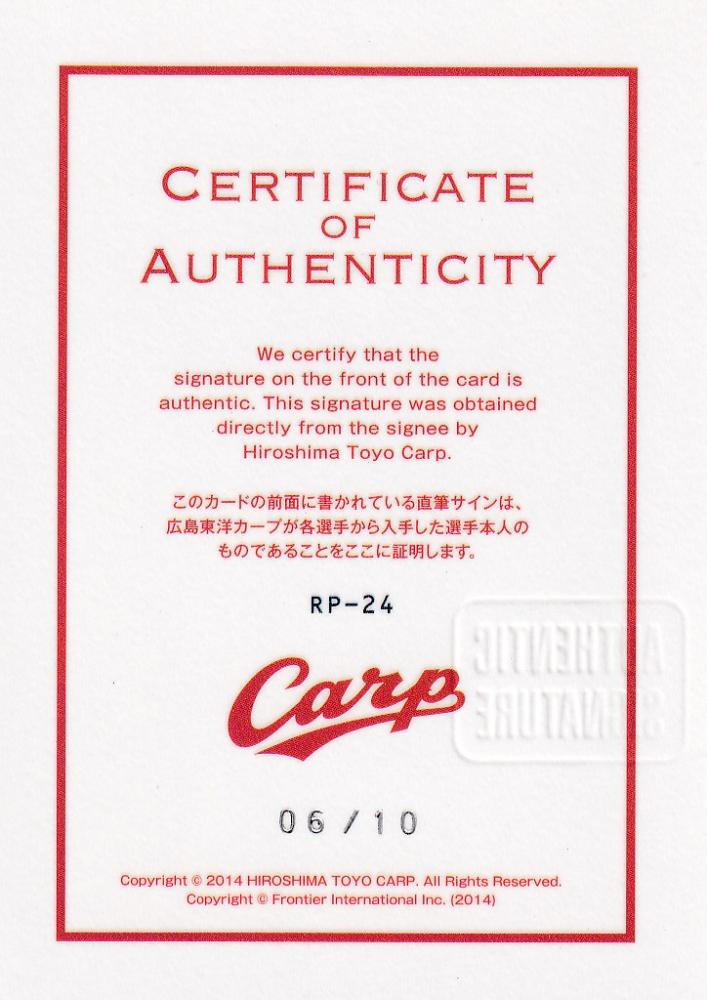 CERTIFICATE
OF
AUTHENTICITY
We certify that the
signature on the front of the card is
authentic. This signature was obtained
directly from the signee by
Hiroshima Toyo Carp.
このカードの前面に書かれている直筆サインは、
広島東洋カープが各選手から入手した選手本人の
ものであることをここに証明します。
RP-24
AUTHENTIC
SIGNATURE
Carp
06/10
Copyright © 2014 HIROSHIMA TOYO CARP. All Rights Reserved.
Copyright © Frontier International Inc. (2014)